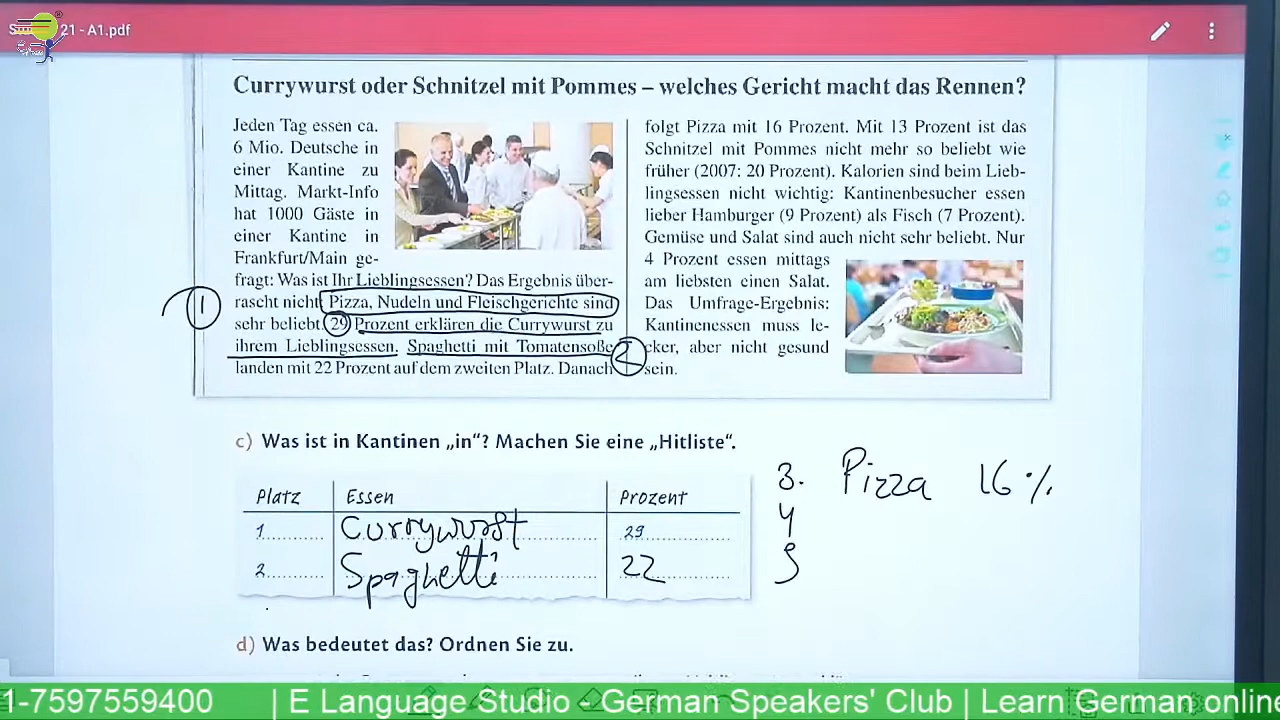 21 - A1.pdf
Currywurst oder Schnitzel mit Pommes – welches Gericht macht das Rennen?
Jeden Tag essen ca.
6 Mio. Deutsche in
einer Kantine zu
Mittag. Markt-Info
hat 1000 Gäste in
einer Kantine in
Frankfurt/Main ge-
fragt: Was ist Ihr Lieblingsessen? Das Ergebnis über-
rascht nicht: Pizza, Nudeln und Fleischgerichte sind
sehr beliebt. 29 Prozent erklären die Currywurst zu
ihrem Lieblingsessen. Spaghetti mit Tomatensoße
landen mit 22 Prozent auf dem zweiten Platz. Danach
1
2
folgt Pizza mit 16 Prozent. Mit 13 Prozent ist das
Schnitzel mit Pommes nicht mehr so beliebt wie
früher (2007: 20 Prozent). Kalorien sind beim Lieb-
lingsessen nicht wichtig: Kantinenbesucher essen
lieber Hamburger (9 Prozent) als Fisch (7 Prozent).
Gemüse und Salat sind auch nicht sehr beliebt. Nur
4 Prozent essen mittags
am liebsten einen Salat.
Das Umfrage-Ergebnis:
Kantinenessen muss le-
cker, aber nicht gesund
sein.
c) Was ist in Kantinen „in“? Machen Sie eine „Hitliste“.
Platz Essen Prozent
1 Currywurst 29
2 Spaghetti 22
3. Pizza 16 %
4
5
d) Was bedeutet das? Ordnen Sie zu.
1-7597559400 | E Language Studio - German Speakers' Club | Learn German online